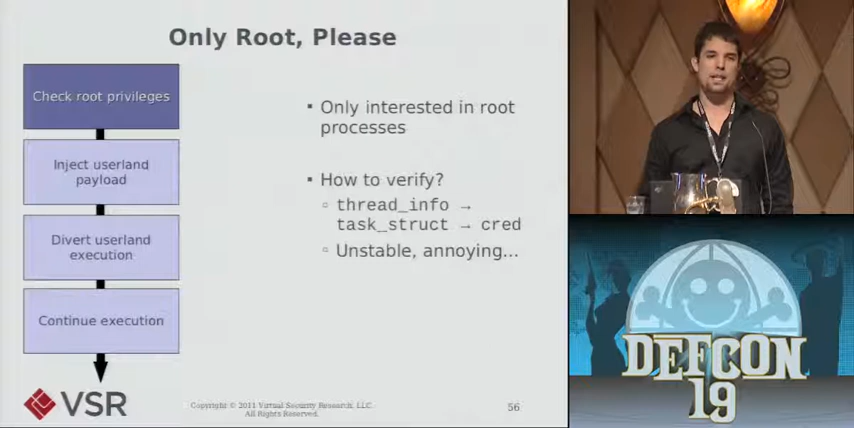 Only Root, Please
Check root privileges
Inject userland
payload
Divert userland
execution
Continue execution
▪ Only interested in root
processes
▪ How to verify?
▫ thread_info →
task_struct → cred
▫ Unstable, annoying…
VSR
Copyright © 2011 Virtual Security Research, LLC.
All Rights Reserved.
56
DEFCON
19